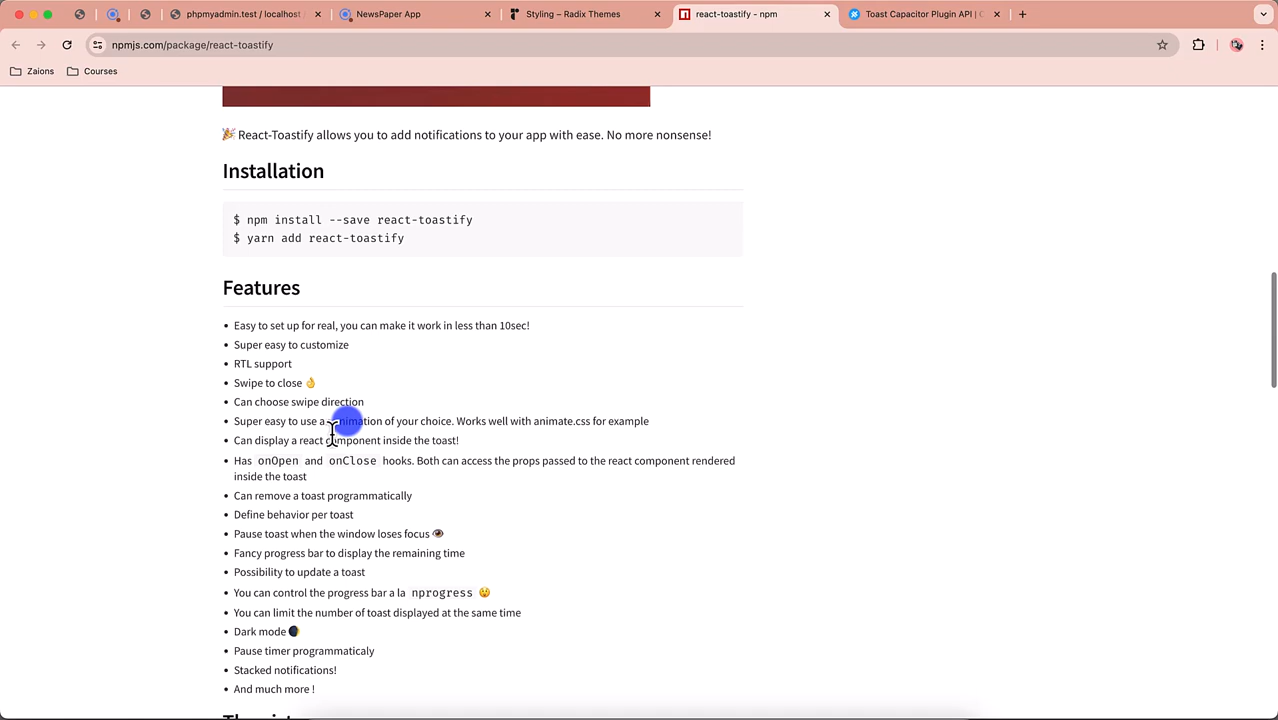 phpmyadmin.test / localhost
NewsPaper App
Styling – Radix Themes
react-toastify - npm
Toast Capacitor Plugin API |
npmjs.com/package/react-toastify
Zaions
Courses
🎉 React-Toastify allows you to add notifications to your app with ease. No more nonsense!
Installation
$ npm install --save react-toastify
$ yarn add react-toastify
Features
• Easy to set up for real, you can make it work in less than 10sec!
• Super easy to customize
• RTL support
• Swipe to close 👌
• Can choose swipe direction
• Super easy to use a animation of your choice. Works well with animate.css for example
• Can display a react component inside the toast!
• Has onOpen and onClose hooks. Both can access the props passed to the react component rendered
inside the toast
• Can remove a toast programmatically
• Define behavior per toast
• Pause toast when the window loses focus 👁
• Fancy progress bar to display the remaining time
• Possibility to update a toast
• You can control the progress bar a la nprogress 😲
• You can limit the number of toast displayed at the same time
• Dark mode 🌒
• Pause timer programmaticaly
• Stacked notifications!
• And much more !